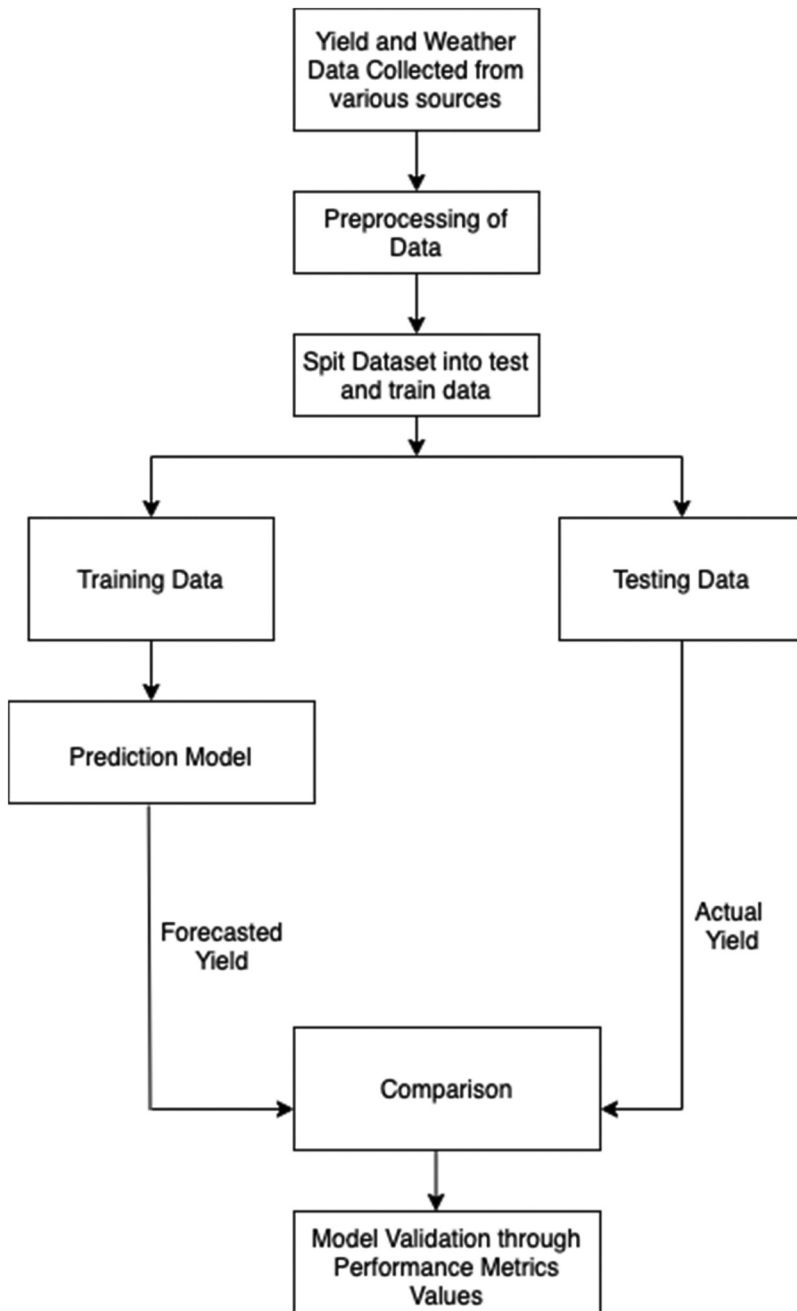 Yield and Weather
Data Collected from
various sources
Preprocessing of
Data
Spit Dataset into test
and train data
Training Data
Testing Data
Prediction Model
Forecasted
Yield
Actual
Yield
Comparison
Model Validation through
Performance Metrics
Values